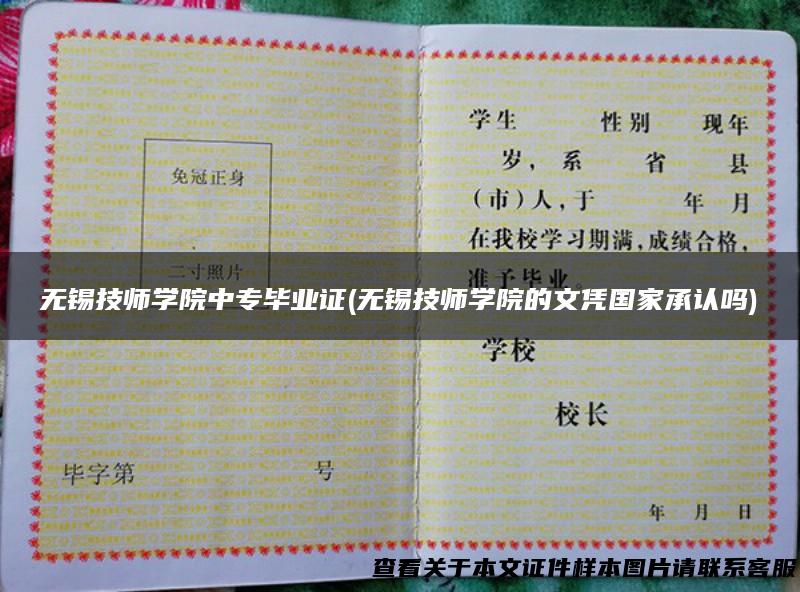 免冠正身
二寸照片
毕字第 号
学生 性别 现年
岁，系 省 县
（市）人，于 年 月
在我校学习期满，成绩合格，
准予毕业。
无锡技师学院中专毕业证(无锡技师学院的文凭国家承认吗)
学校
校长
年 月 日
查看关于本文证件样本图片请联系客服